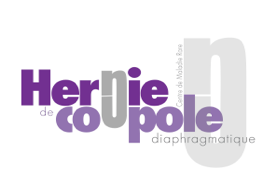 Hernie
de coupole
diaphragmatique
Centre de Maladie Rare